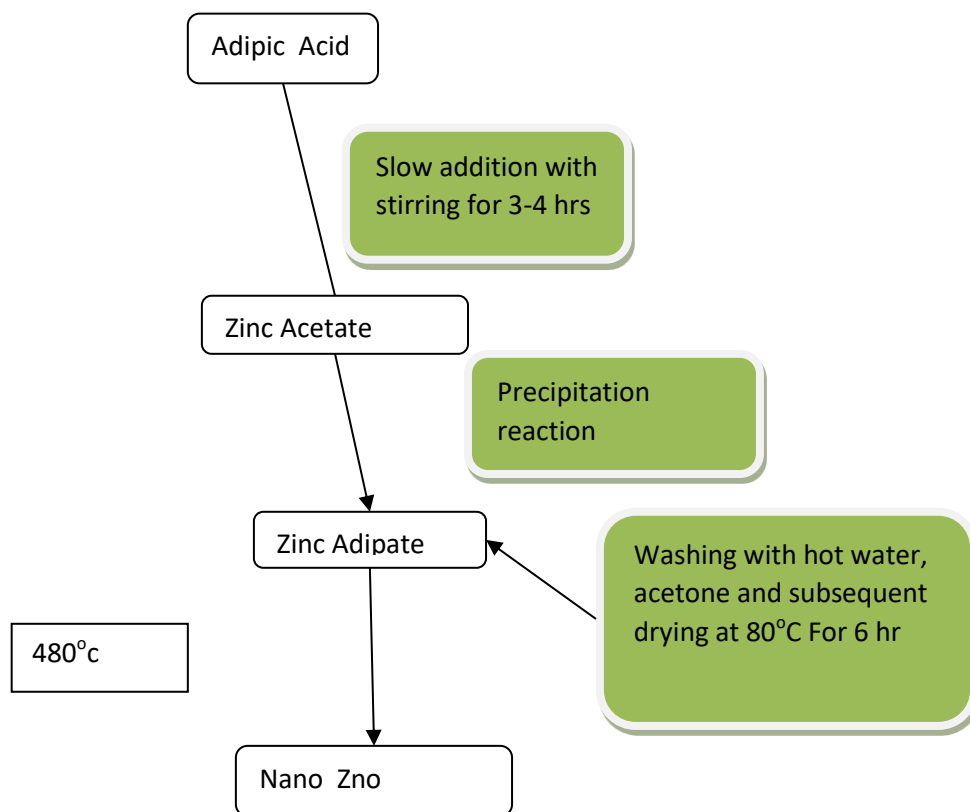 Adipic Acid
Slow addition with
stirring for 3-4 hrs
Zinc Acetate
Precipitation
reaction
Zinc Adipate
Washing with hot water,
acetone and subsequent
drying at 80°C For 6 hr
480°c
Nano Zno